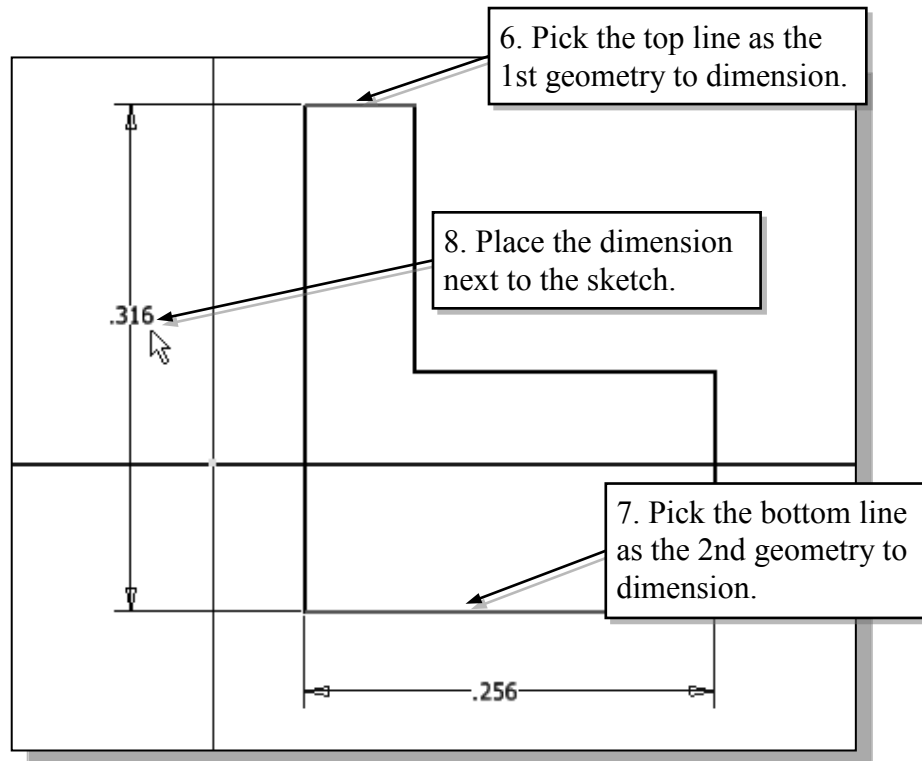 6. Pick the top line as the
1st geometry to dimension.
8. Place the dimension
next to the sketch.
.316
7. Pick the bottom line
as the 2nd geometry to
dimension.
.256